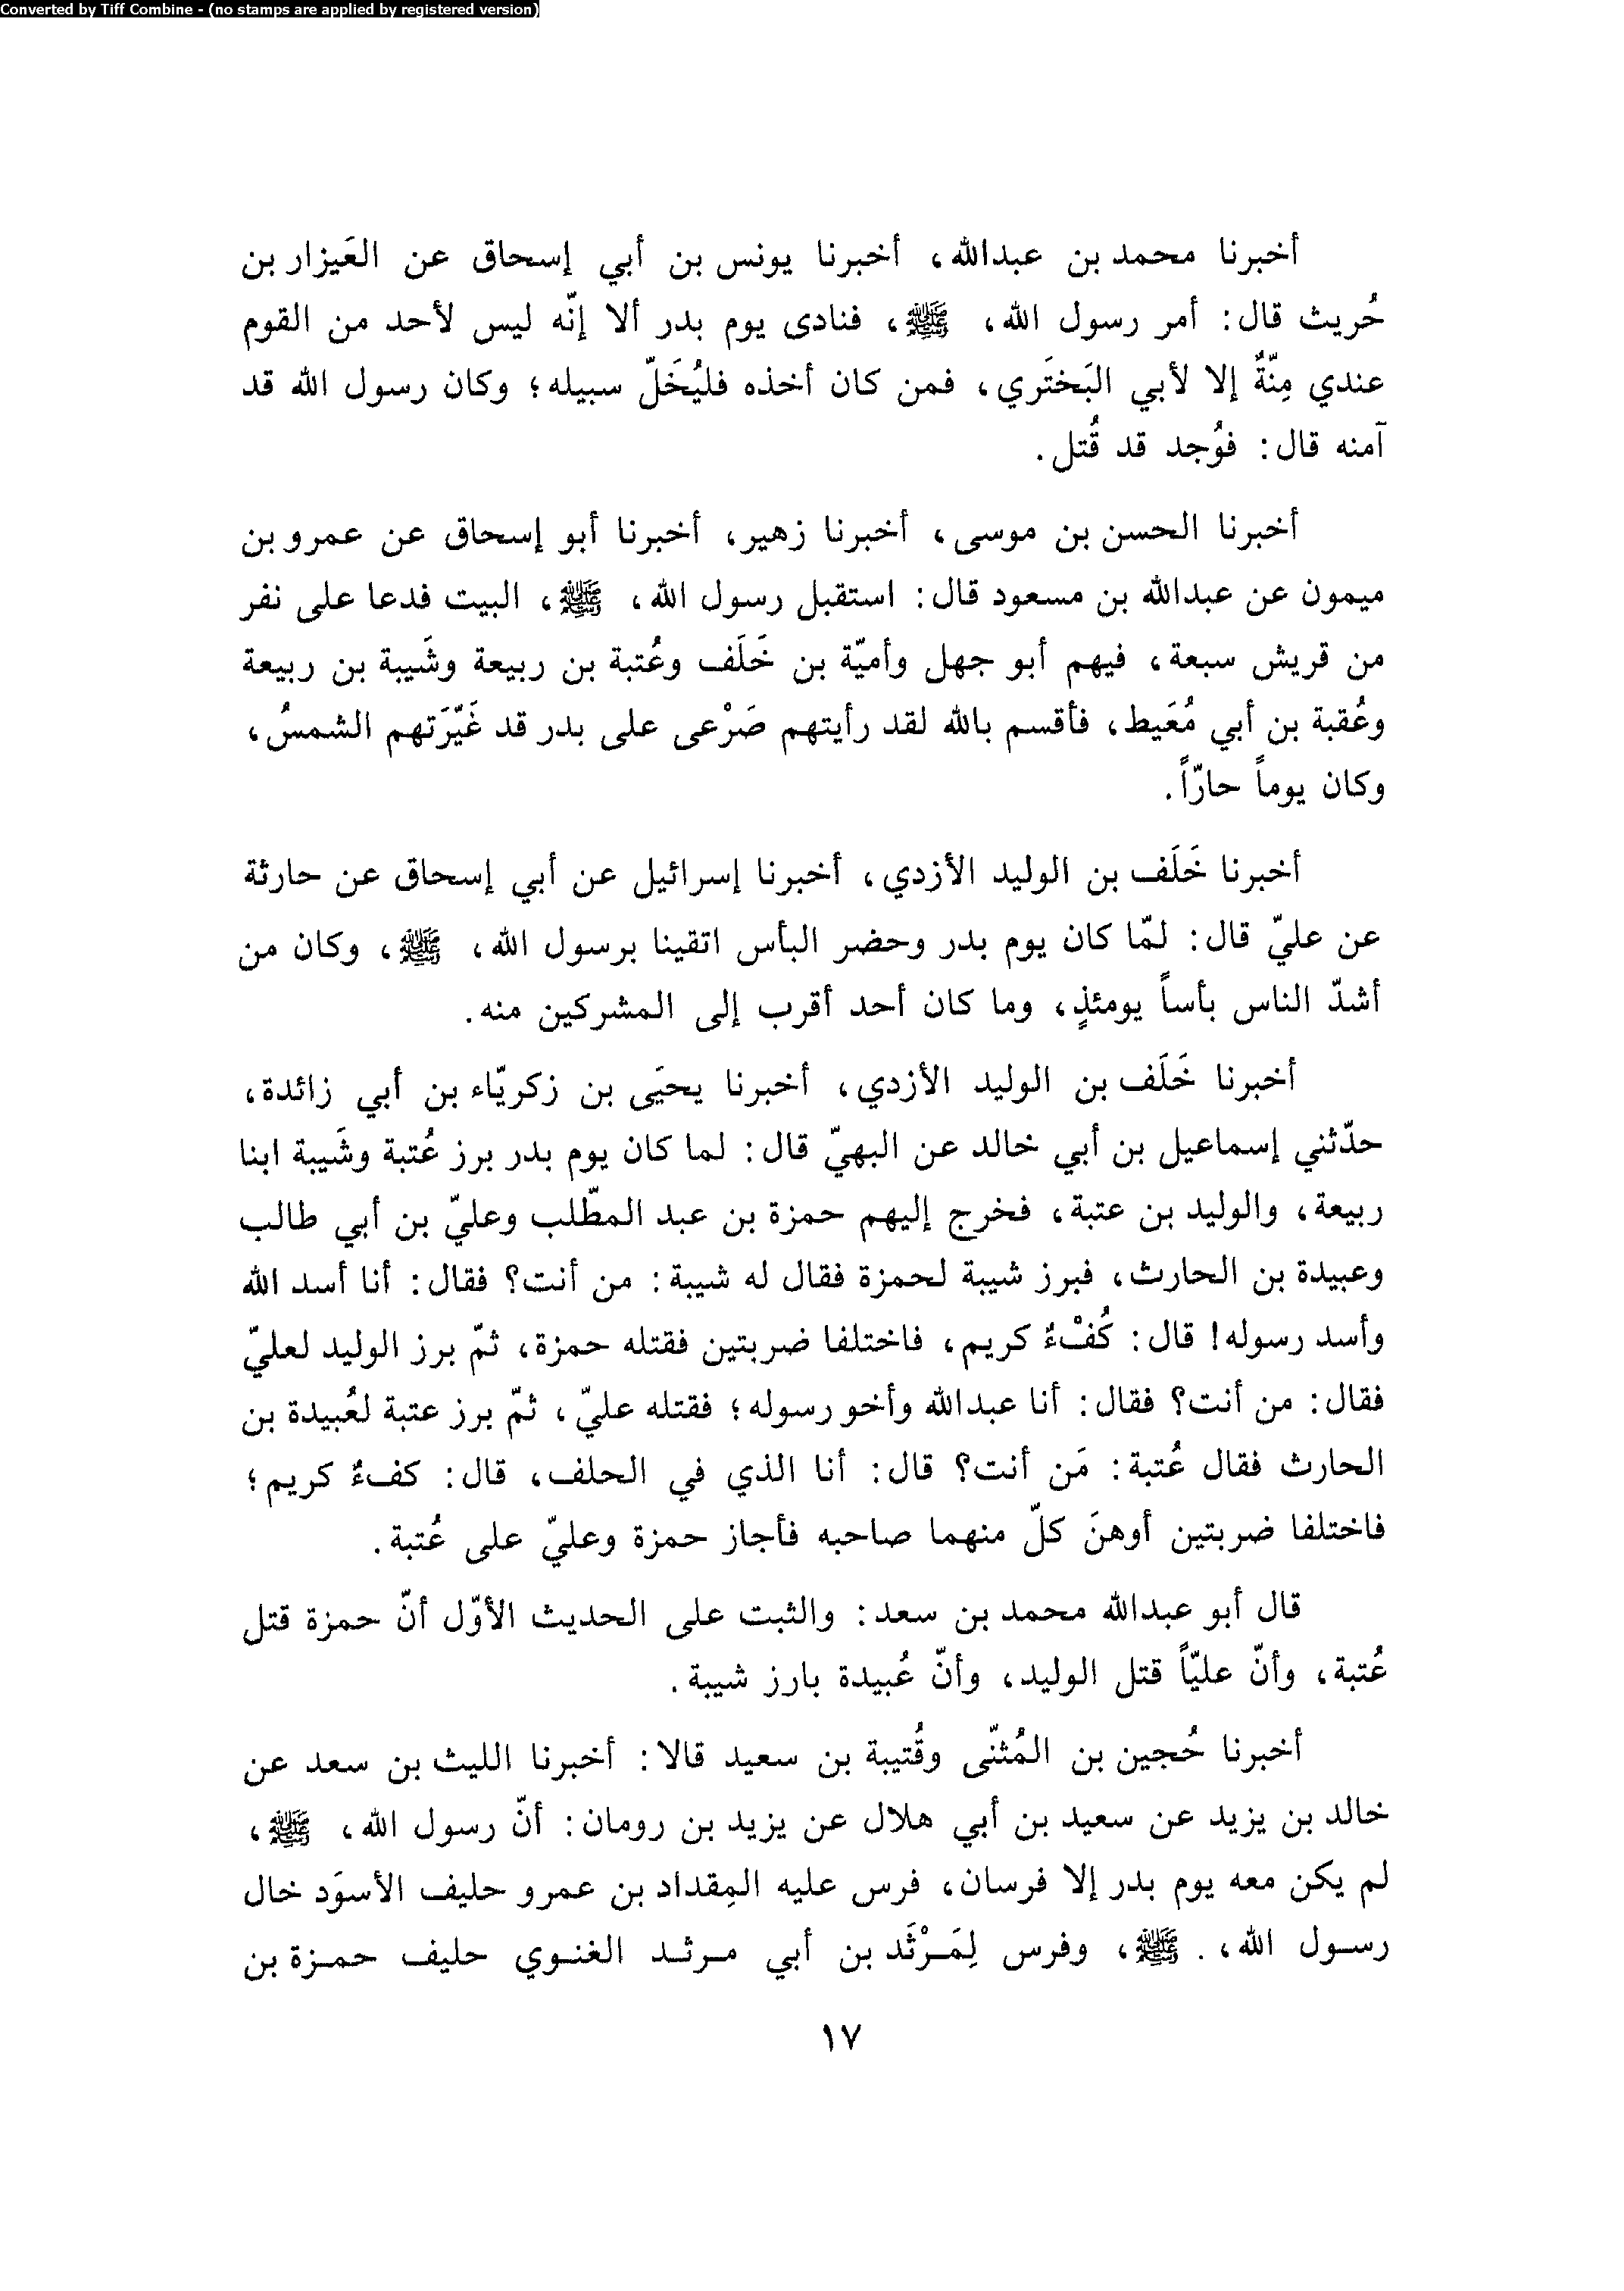 Converted by Tiff Combine - (no stamps are applied by registered version)
أخبرنا محمد بن عبدالله، أخبرنا يونس بن أبي إسحاق عن العَيزار بن
حُريث قال: أمر رسول الله، ﷺ، فنادى يوم بدر ألا إنّه ليس لأحد من القوم
عندي مِنّةٌ إلا لأبي البَختَري، فمن كان أخذه فليُخَلّ سبيله؛ وكان رسول الله قد
آمنه قال: فوُجد قد قُتل.
أخبرنا الحسن بن موسى، أخبرنا زهير، أخبرنا أبو إسحاق عن عمرو بن
ميمون عن عبدالله بن مسعود قال: استقبل رسول الله، ﷺ، البيت فدعا على نفر
من قريش سبعة، فيهم أبو جهل وأميّة بن خَلَف وعُتبة بن ربيعة وشَيبة بن ربيعة
وعُقبة بن أبي مُعَيط، فأقسم بالله لقد رأيتهم صَرْعى على بدر قد غَيّرَتهم الشمسُ،
وكان يوماً حارّاً.
أخبرنا خَلَف بن الوليد الأزدي، أخبرنا إسرائيل عن أبي إسحاق عن حارثة
عن عليّ قال: لمّا كان يوم بدر وحضر البأس اتقينا برسول الله، ﷺ، وكان من
أشدّ الناس بأساً يومئذٍ، وما كان أحد أقرب إلى المشركين منه.
أخبرنا خَلَف بن الوليد الأزدي، أخبرنا يحيَى بن زكريّاء بن أبي زائدة،
حدّثني إسماعيل بن أبي خالد عن البهيّ قال: لما كان يوم بدر برز عُتبة وشَيبة ابنا
ربيعة، والوليد بن عتبة، فخرج إليهم حمزة بن عبد المطّلب وعليّ بن أبي طالب
وعبيدة بن الحارث، فبرز شيبة لحمزة فقال له شيبة: من أنت؟ فقال: أنا أسد الله
وأسد رسوله! قال: كُفْءٌ كريم، فاختلفا ضربتين فقتله حمزة، ثمّ برز الوليد لعليّ
فقال: من أنت؟ فقال: أنا عبدالله وأخو رسوله؛ فقتله عليّ، ثمّ برز عتبة لعُبيدة بن
الحارث فقال عُتبة: مَن أنت؟ قال: أنا الذي في الحلف، قال: كفءٌ كريم؛
فاختلفا ضربتين أوهنَ كلّ منهما صاحبه فأجاز حمزة وعليّ على عُتبة.
قال أبو عبدالله محمد بن سعد: والثبت على الحديث الأوّل أنّ حمزة قتل
عُتبة، وأنّ عليّاً قتل الوليد، وأنّ عُبيدة بارز شيبة.
أخبرنا حُجين بن المُثنّى وقُتيبة بن سعيد قالا: أخبرنا الليث بن سعد عن
خالد بن يزيد عن سعيد بن أبي هلال عن يزيد بن رومان: أنّ رسول الله، ﷺ،
لم يكن معه يوم بدر إلا فرسان، فرس عليه المِقداد بن عمرو حليف الأسوَد خال
رسول الله، . ﷺ، وفرس لِمَرْثَد بن أبي مرثد الغنوي حليف حمزة بن
١٧